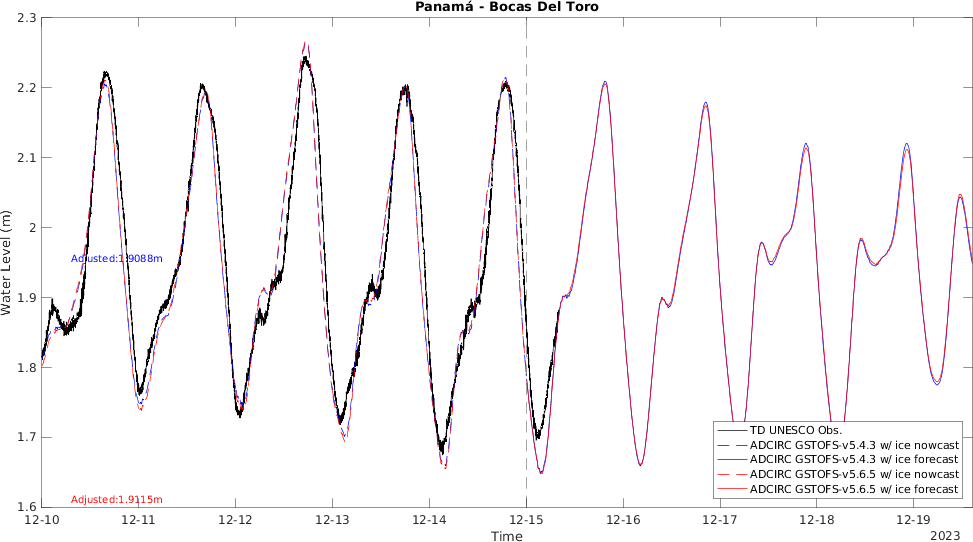 Panamá - Bocas Del Toro
2.3
2.2
2.1
2
1.9
1.8
1.7
1.6
Water Level (m)
Adjusted:1.9088m
Adjusted:1.9115m
TD UNESCO Obs.
ADCIRC GSTOFS-v5.4.3 w/ ice nowcast
ADCIRC GSTOFS-v5.4.3 w/ ice forecast
ADCIRC GSTOFS-v5.6.5 w/ ice nowcast
ADCIRC GSTOFS-v5.6.5 w/ ice forecast
12-10 12-11 12-12 12-13 12-14 12-15 12-16 12-17 12-18 12-19
Time
2023